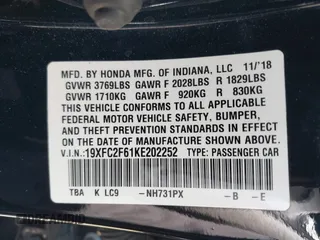 MFD. BY HONDA MFG. OF INDIANA, LLC 11/'18
GVWR 3769LBS GAWR F 2028LBS R 1829LBS
GVWR 1710KG GAWR F 920KG R 830KG
THIS VEHICLE CONFORMS TO ALL APPLICABLE
FEDERAL MOTOR VEHICLE SAFETY, BUMPER,
AND THEFT PREVENTION STANDARDS IN EFFECT
ON THE DATE OF MANUFACTURE SHOWN ABOVE.
V.I.N:19XFC2F61KE202252 TYPE: PASSENGER CAR
TBA K LC9 -NH731PX -B -E